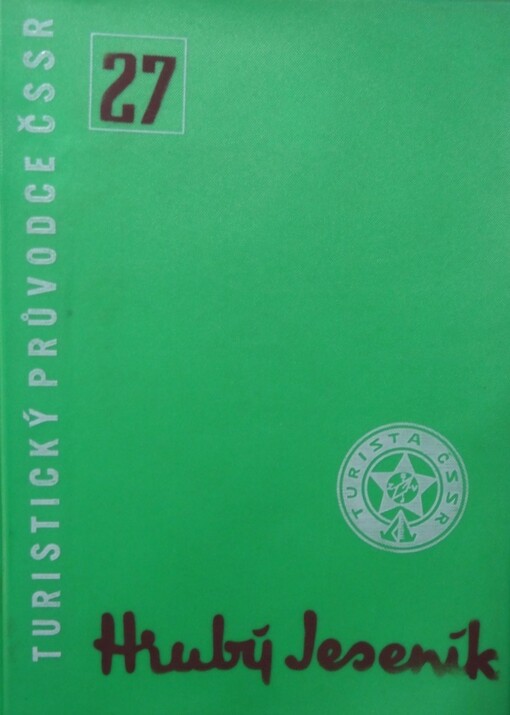 TURISTICKÝ PRŮVODCE ČSSR
27
TURISTA ČSSR
Hrubý Jeseník